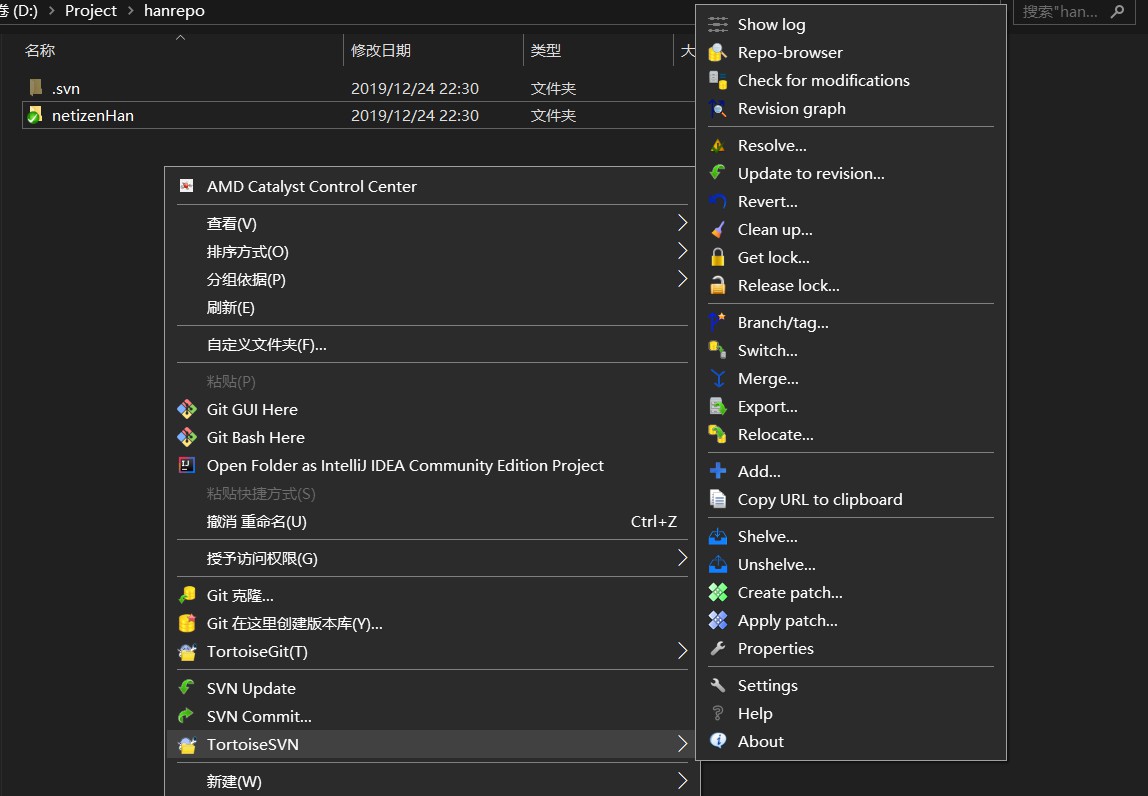 卷 (D:) > Project > hanrepo
搜索"han...
名称 修改日期 类型 大
.svn 2019/12/24 22:30 文件夹
netizenHan 2019/12/24 22:30 文件夹
AMD Catalyst Control Center
查看(V)
排序方式(O)
分组依据(P)
刷新(E)
自定义文件夹(F)...
粘贴(P)
Git GUI Here
Git Bash Here
Open Folder as IntelliJ IDEA Community Edition Project
粘贴快捷方式(S)
撤消 重命名(U) Ctrl+Z
授予访问权限(G)
Git 克隆...
Git 在这里创建版本库(Y)...
TortoiseGit(T)
SVN Update
SVN Commit...
TortoiseSVN
新建(W)
Show log
Repo-browser
Check for modifications
Revision graph
Resolve...
Update to revision...
Revert...
Clean up...
Get lock...
Release lock...
Branch/tag...
Switch...
Merge...
Export...
Relocate...
Add...
Copy URL to clipboard
Shelve...
Unshelve...
Create patch...
Apply patch...
Properties
Settings
Help
About